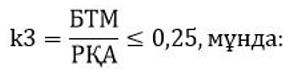 k3 = БТМ / РҚА ≤ 0,25, мұнда: